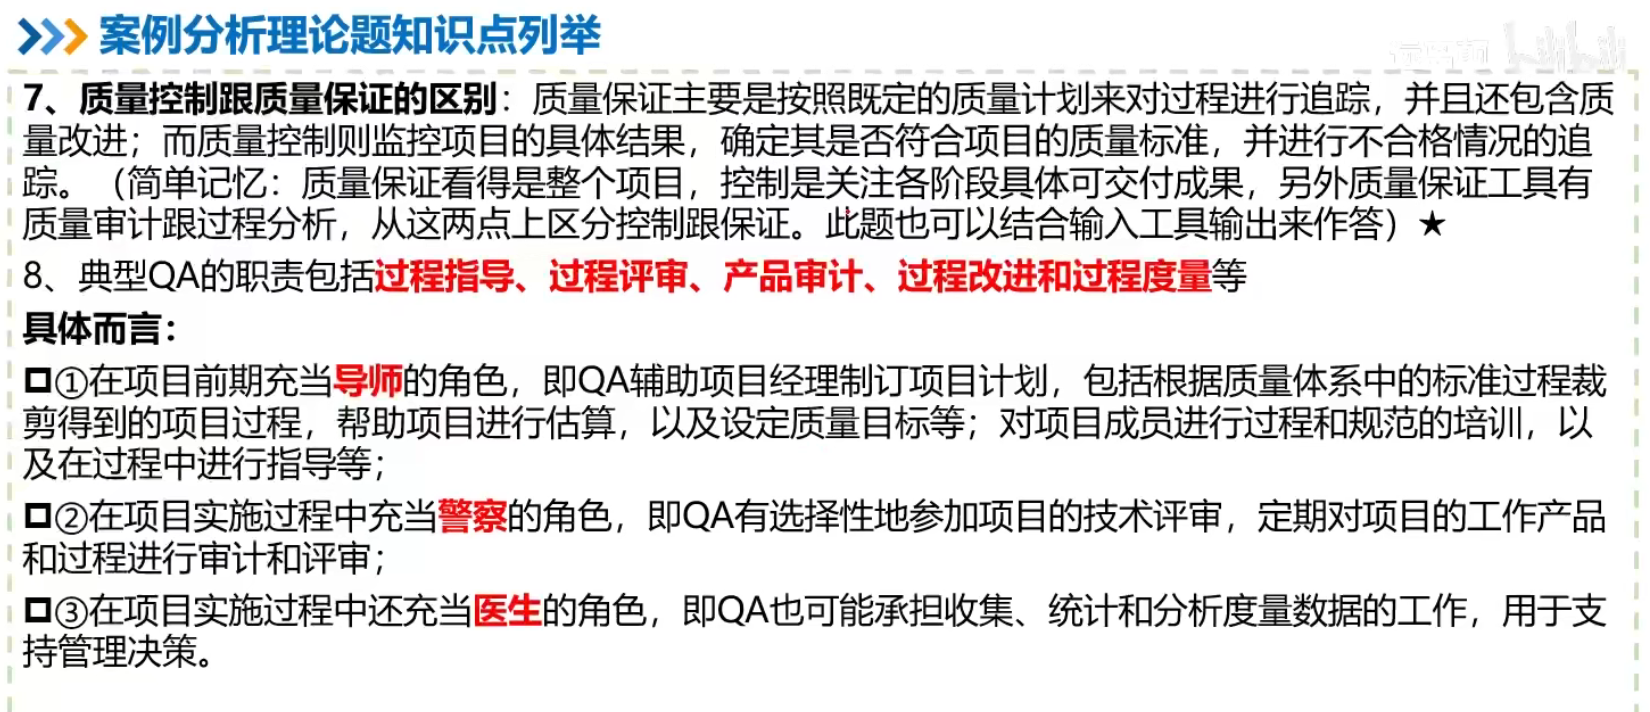 案例分析理论题知识点列举
7、质量控制跟质量保证的区别：质量保证主要是按照既定的质量计划来对过程进行追踪，并且还包含质
量改进；而质量控制则监控项目的具体结果，确定其是否符合项目的质量标准，并进行不合格情况的追
踪。（简单记忆：质量保证看得是整个项目，控制是关注各阶段具体可交付成果，另外质量保证工具有
质量审计跟过程分析，从这两点上区分控制跟保证。此题也可以结合输入工具输出来作答）★
8、典型QA的职责包括过程指导、过程评审、产品审计、过程改进和过程度量等
具体而言：
①在项目前期充当导师的角色，即QA辅助项目经理制订项目计划，包括根据质量体系中的标准过程裁
剪得到的项目过程，帮助项目进行估算，以及设定质量目标等；对项目成员进行过程和规范的培训，以
及在过程中进行指导等；
②在项目实施过程中充当警察的角色，即QA有选择性地参加项目的技术评审，定期对项目的工作产品
和过程进行审计和评审；
③在项目实施过程中还充当医生的角色，即QA也可能承担收集、统计和分析度量数据的工作，用于支
持管理决策。